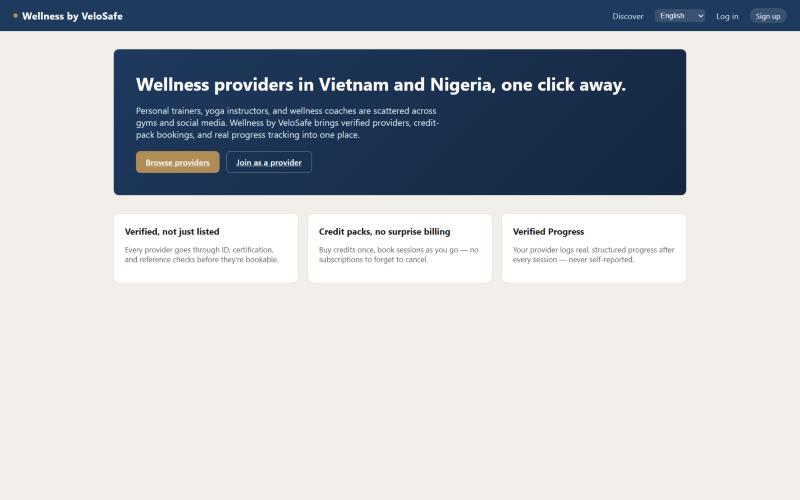 Wellness by VeloSafe
Discover
English
Log in
Sign up
Wellness providers in Vietnam and Nigeria, one click away.
Personal trainers, yoga instructors, and wellness coaches are scattered across
gyms and social media. Wellness by VeloSafe brings verified providers, credit-
pack bookings, and real progress tracking into one place.
Browse providers
Join as a provider
Verified, not just listed
Every provider goes through ID, certification,
and reference checks before they're bookable.
Credit packs, no surprise billing
Buy credits once, book sessions as you go — no
subscriptions to forget to cancel.
Verified Progress
Your provider logs real, structured progress after
every session — never self-reported.